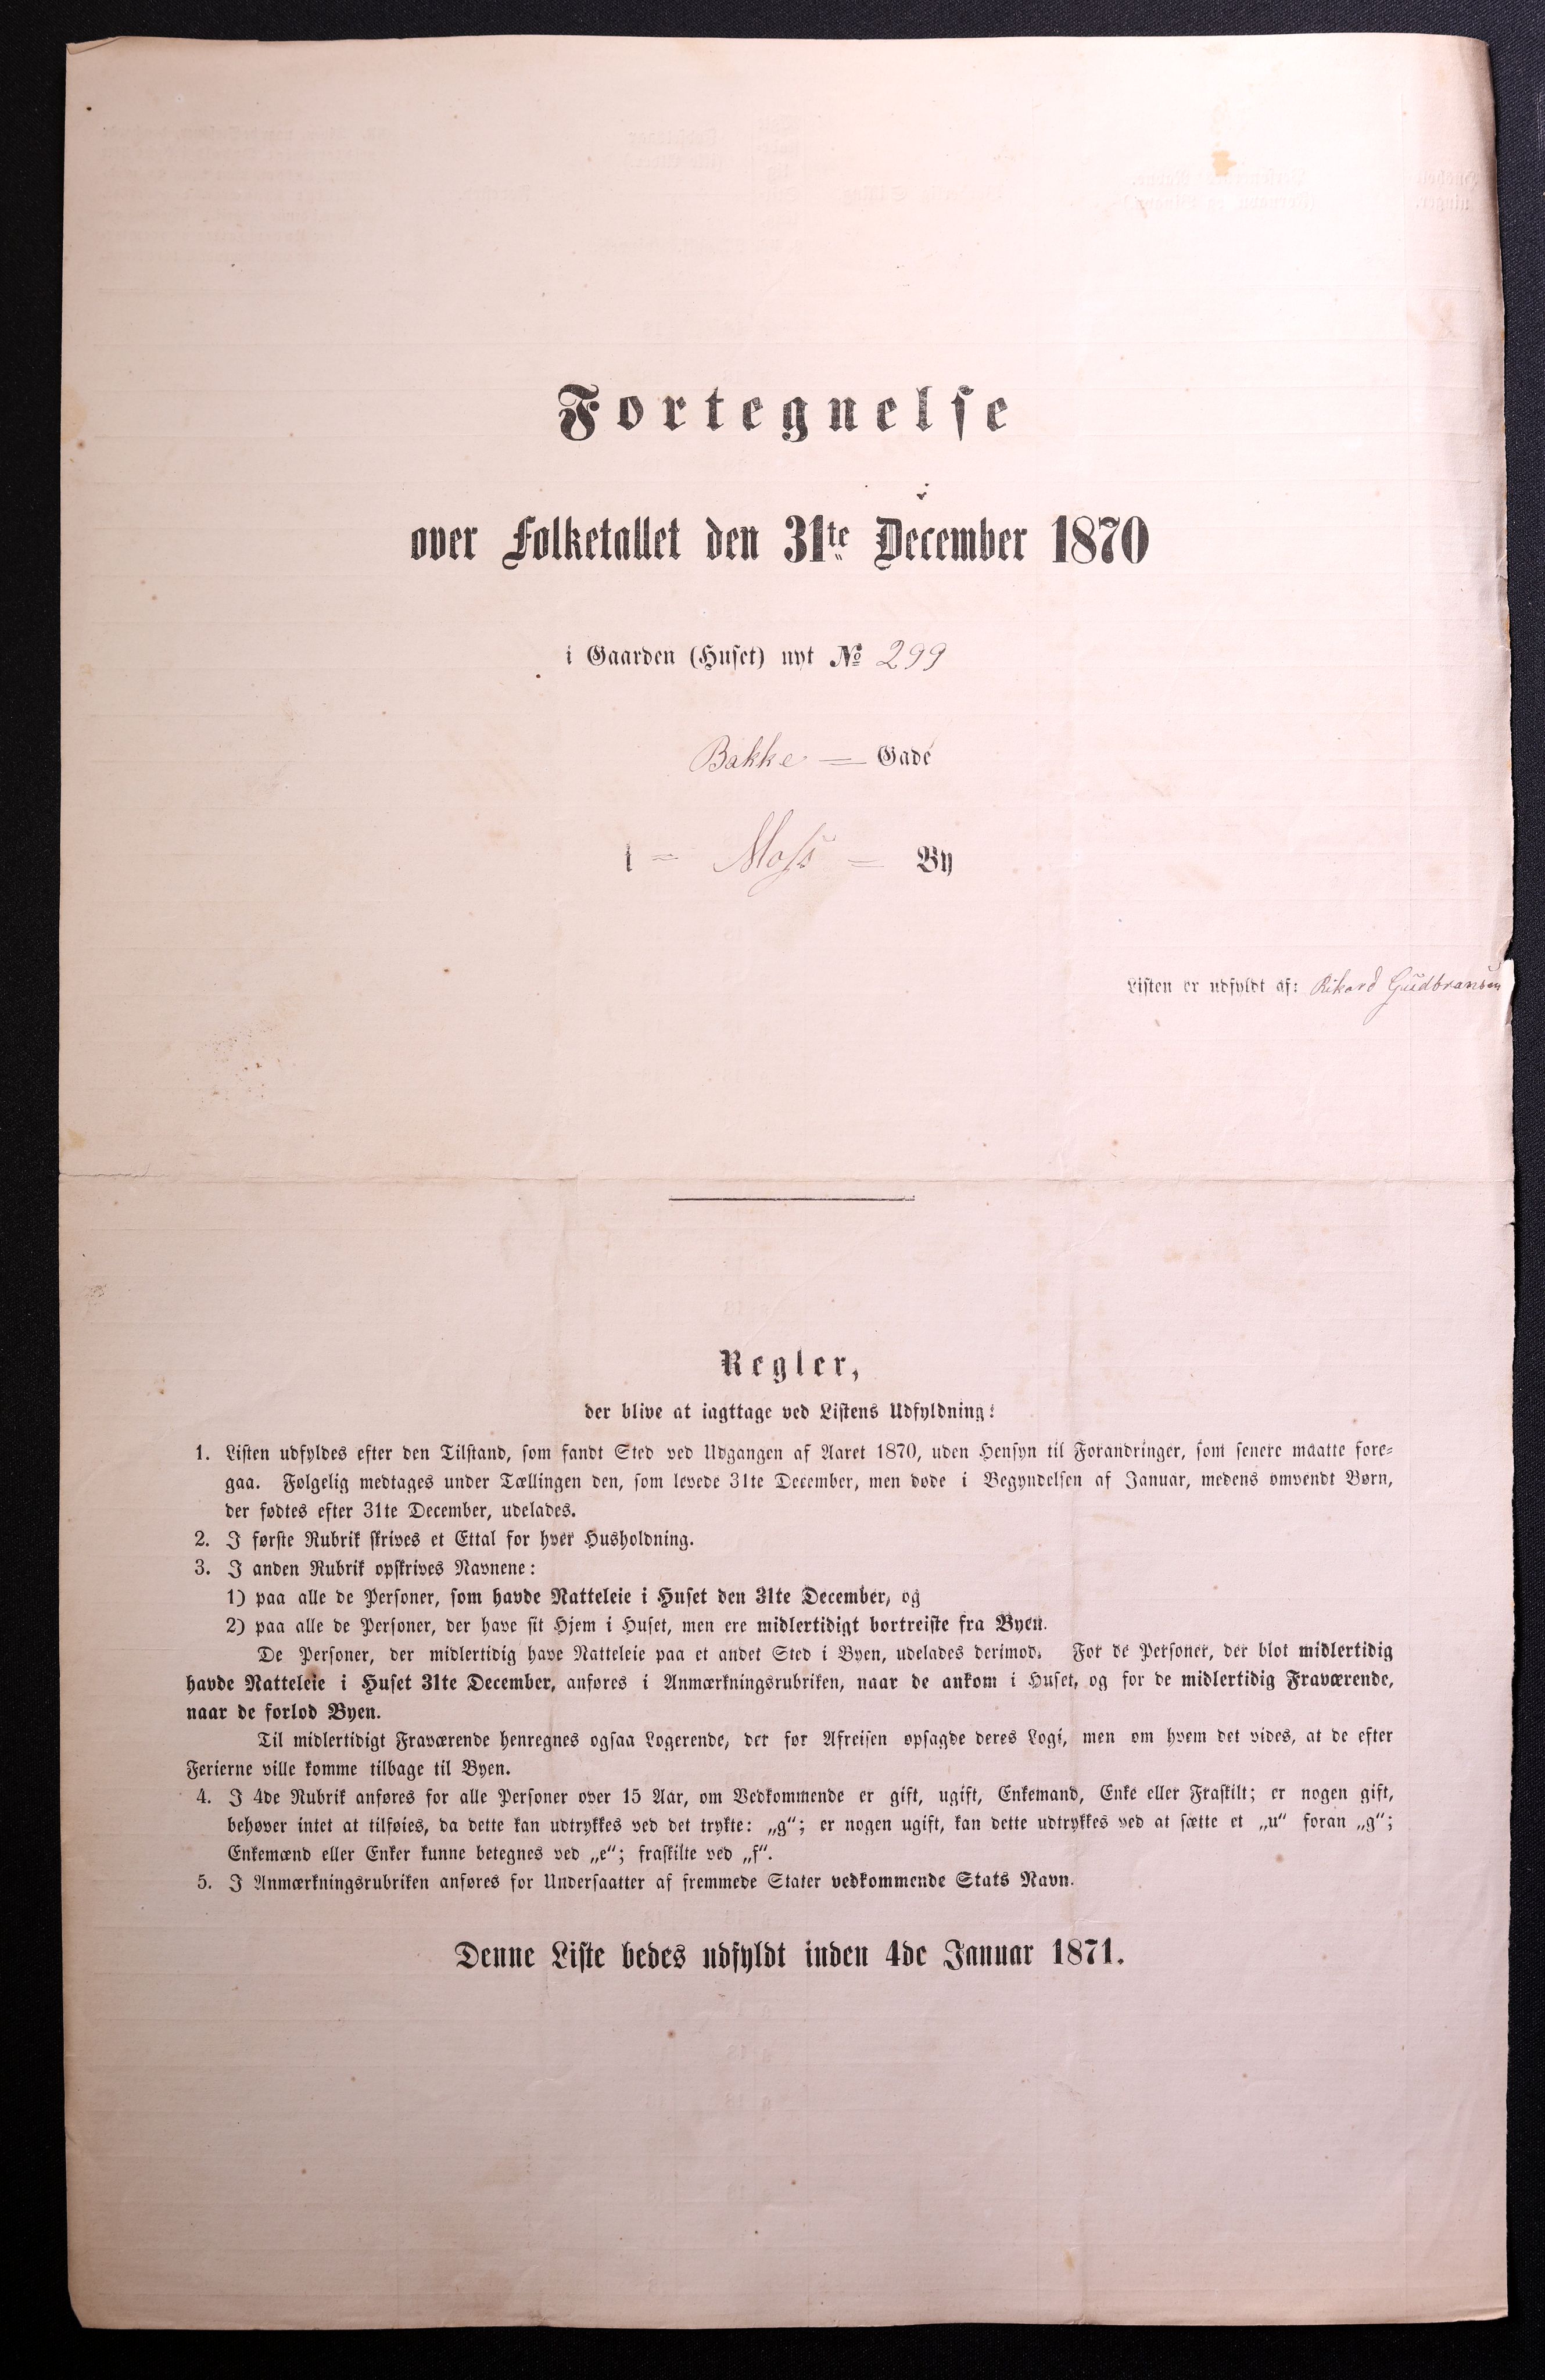 Fortegnelse
over Folketallet den 31te December 1870
i Gaarden (Huset) nyt No 299
Bakke = Gade
i = Moss = By
Listen er udfyldt af: Rikard Gudbransen
Regler,
der blive at iagttage ved Listens Udfyldning:
1. Listen udfyldes efter den Tilstand, som fandt Sted ved Udgangen af Aaret 1870, uden Hensyn til Forandringer, som senere maatte fore-
gaa. Følgelig medtages under Tællingen den, som levede 31te December, men døde i Begyndelsen af Januar, medens omvendt Børn,
der fødtes efter 31te December, udelades.
2. I første Rubrik skrives et Ettal for hver Husholdning.
3. I anden Rubrik opskrives Navnene:
1) paa alle de Personer, som havde Natteleie i Huset den 31te December, og
2) paa alle de Personer, der have sit Hjem i Huset, men ere midlertidigt bortreiste fra Byen.
De Personer, der midlertidig have Natteleie paa et andet Sted i Byen, udelades derimod. For de Personer, der blot midlertidig
havde Natteleie i Huset 31te December, anføres i Anmærkningsrubriken, naar de ankom i Huset, og for de midlertidig Fraværende,
naar de forlod Byen.
Til midlertidigt Fraværende henregnes ogsaa Logerende, der før Afreisen opsagde deres Logi, men om hvem det vides, at de efter
Ferierne ville komme tilbage til Byen.
4. I 4de Rubrik anføres for alle Personer over 15 Aar, om Vedkommende er gift, ugift, Enkemand, Enke eller Fraskilt; er nogen gift,
behøver intet at tilføies, da dette kan udtrykkes ved det trykte: „g“; er nogen ugift, kan dette udtrykkes ved at sætte et „u“ foran „g“;
Enkemænd eller Enker kunne betegnes ved „e“; fraskilte ved „f“.
5. I Anmærkningsrubriken anføres for Undersaatter af fremmede Stater vedkommende Stats Navn.
Denne Liste bedes udfyldt inden 4de Januar 1871.